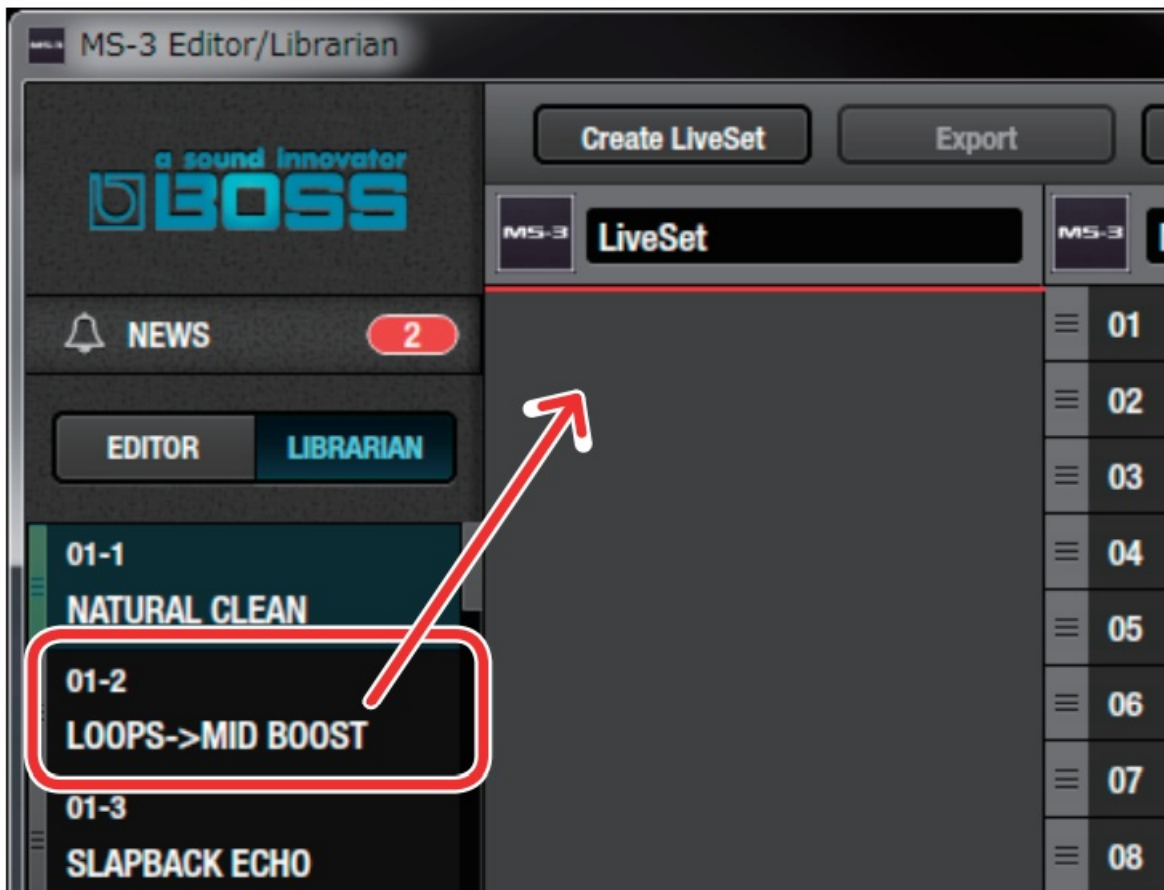 MS-3 MS-3 Editor/Librarian
a sound innovator
BOSS
Create LiveSet
Export
MS-3
LiveSet
MS-3
NEWS
2
EDITOR
LIBRARIAN
01-1
NATURAL CLEAN
01-2
LOOPS->MID BOOST
01-3
SLAPBACK ECHO
01
02
03
04
05
06
07
08